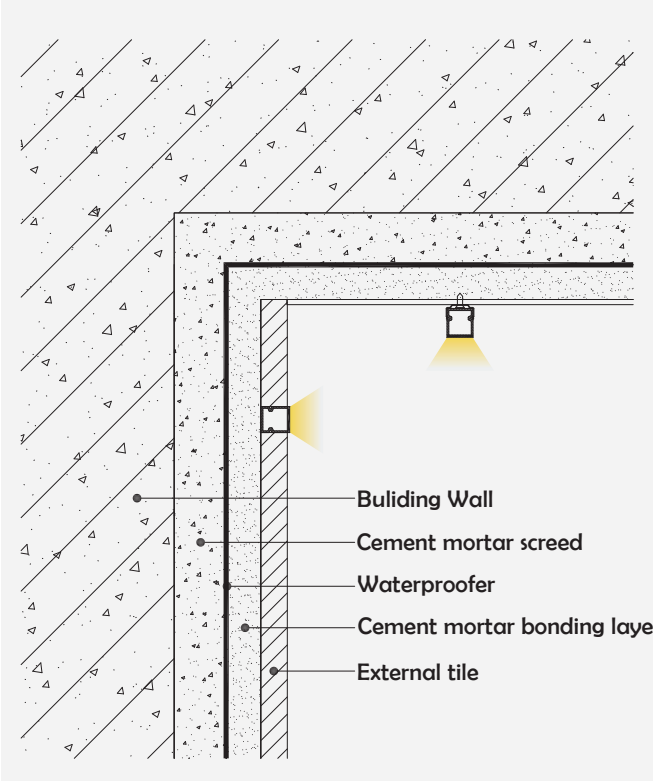 Buliding Wall
Cement mortar screed
Waterproofer
Cement mortar bonding laye
External tile